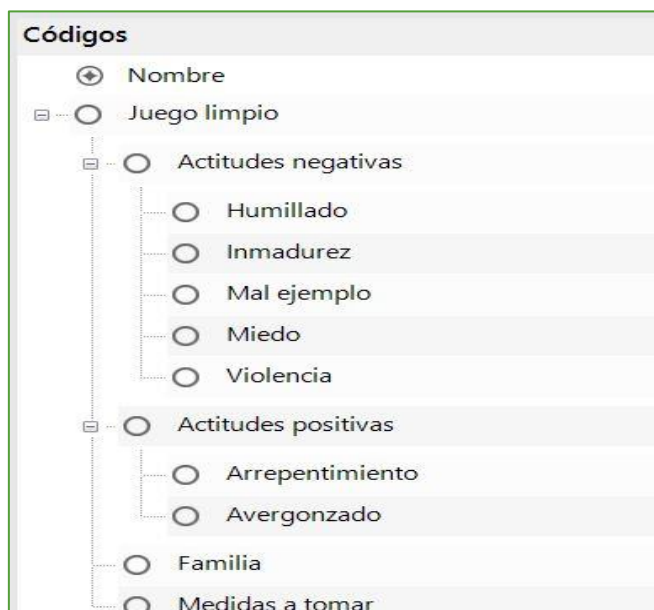 Códigos
Nombre
Juego limpio
Actitudes negativas
Humillado
Inmadurez
Mal ejemplo
Miedo
Violencia
Actitudes positivas
Arrepentimiento
Avergonzado
Familia
Medidas a tomar